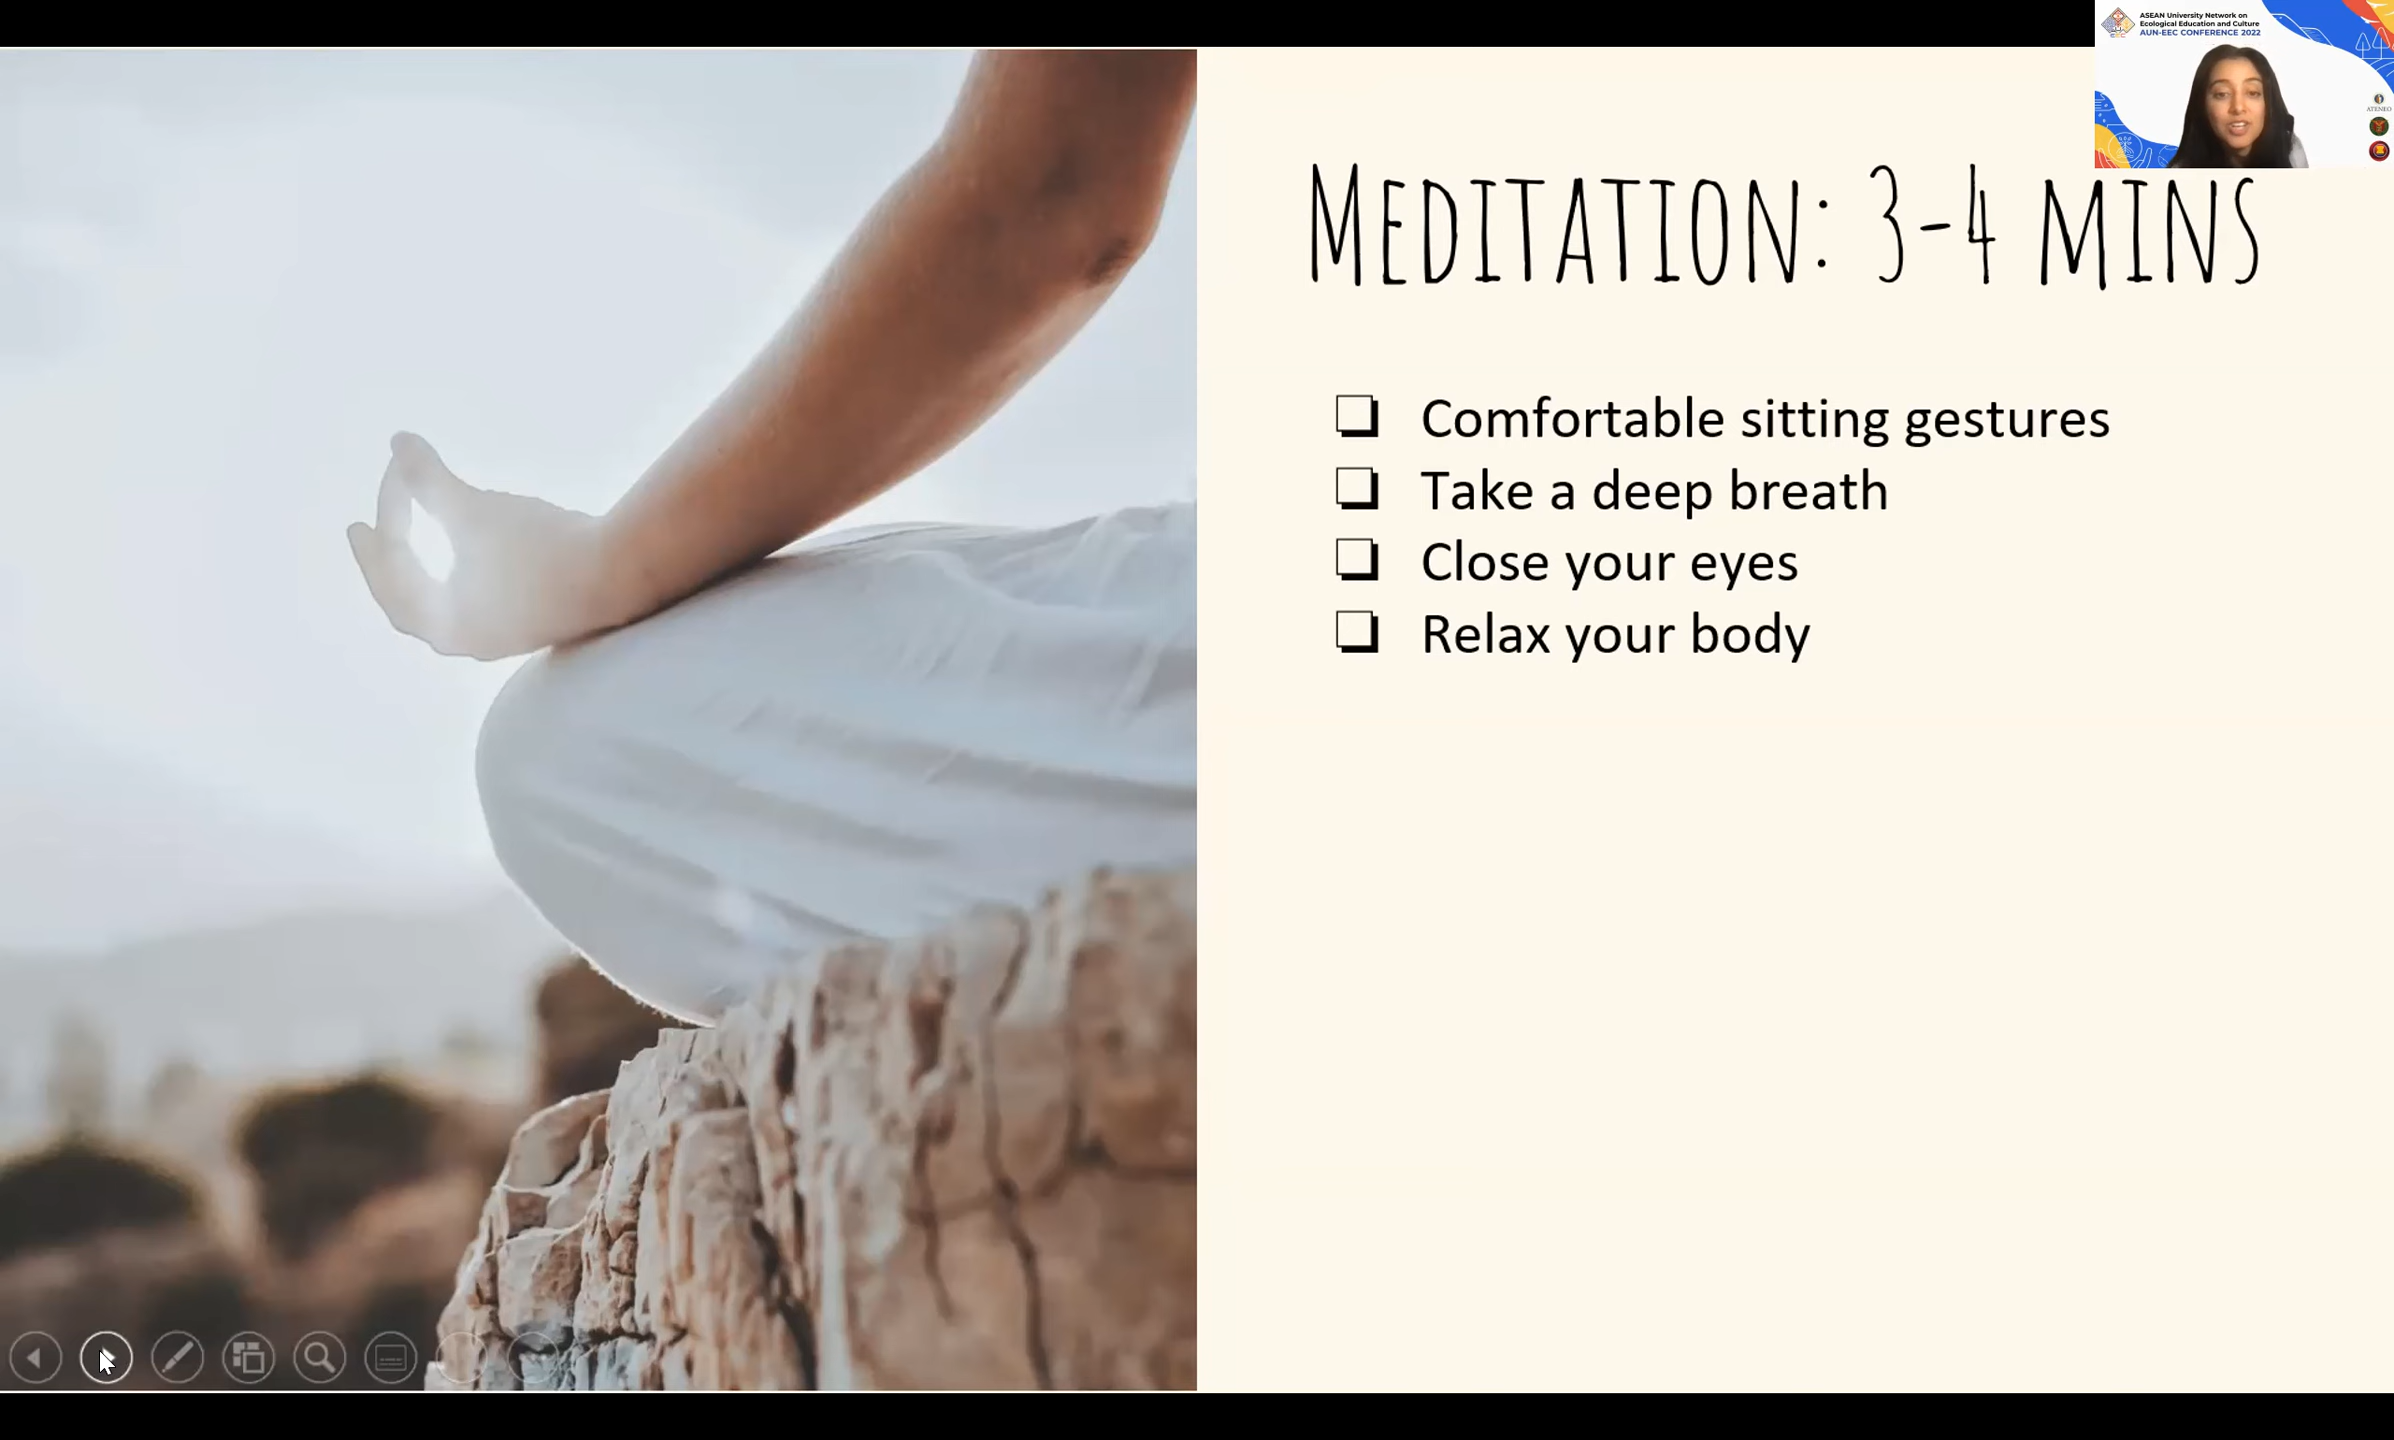 ASEAN University Network on
Ecological Education and Culture
AUN-EEC CONFERENCE 2022
ATENEO
MEDITATION: 3-4 MINS
Comfortable sitting gestures
Take a deep breath
Close your eyes
Relax your body